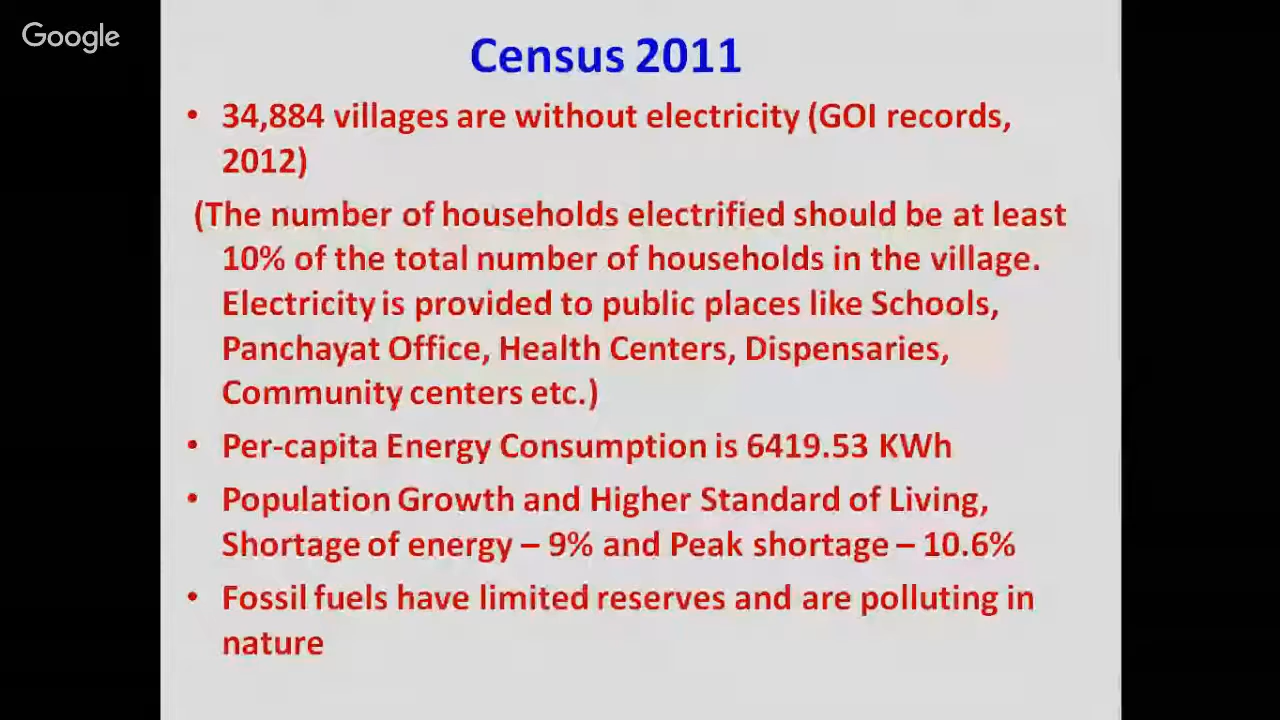 Google
Census 2011
• 34,884 villages are without electricity (GOI records,
2012)
(The number of households electrified should be at least
10% of the total number of households in the village.
Electricity is provided to public places like Schools,
Panchayat Office, Health Centers, Dispensaries,
Community centers etc.)
• Per-capita Energy Consumption is 6419.53 KWh
• Population Growth and Higher Standard of Living,
Shortage of energy – 9% and Peak shortage – 10.6%
• Fossil fuels have limited reserves and are polluting in
nature